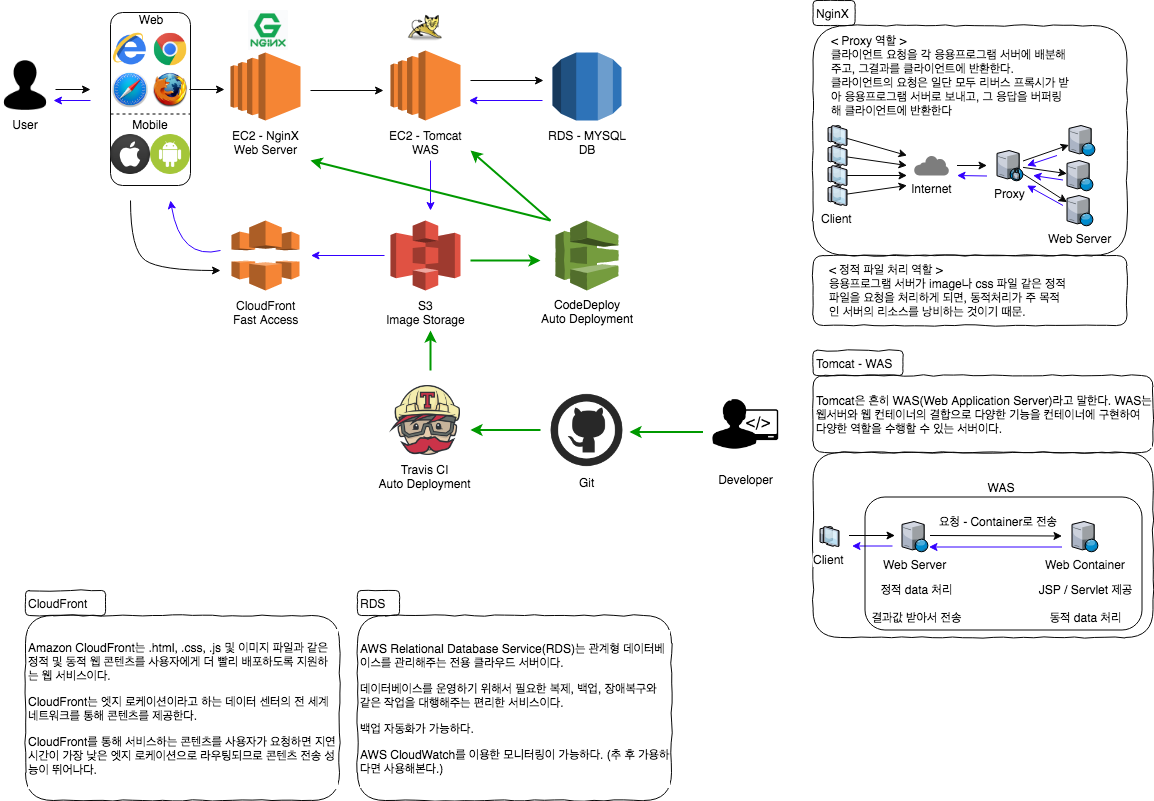 Web
NGiNX
User
Mobile
EC2 - NginX
Web Server
EC2 - Tomcat
WAS
RDS - MYSQL
DB
CloudFront
Fast Access
S3
Image Storage
CodeDeploy
Auto Deployment
T
Travis CI
Auto Deployment
Git
</>
Developer
NginX
< Proxy 역할 >
클라이언트 요청을 각 응용프로그램 서버에 배분해
주고, 그결과를 클라이언트에 반환한다.
클라이언트의 요청은 일단 모두 리버스 프록시가 받
아 응용프로그램 서버로 보내고, 그 응답을 버퍼링
해 클라이언트에 반환한다
Client
Internet
Proxy
Web Server
< 정적 파일 처리 역할 >
응용프로그램 서버가 image나 css 파일 같은 정적
파일을 요청을 처리하게 되면, 동적처리가 주 목적
인 서버의 리소스를 낭비하는 것이기 때문.
Tomcat - WAS
Tomcat은 흔히 WAS(Web Application Server)라고 말한다. WAS는
웹서버와 웹 컨테이너의 결합으로 다양한 기능을 컨테이너에 구현하여
다양한 역할을 수행할 수 있는 서버이다.
WAS
요청 - Container로 전송
Client
Web Server
Web Container
정적 data 처리
JSP / Servlet 제공
결과값 받아서 전송
동적 data 처리
CloudFront
Amazon CloudFront는 .html, .css, .js 및 이미지 파일과 같은
정적 및 동적 웹 콘텐츠를 사용자에게 더 빨리 배포하도록 지원하
는 웹 서비스이다.
CloudFront는 엣지 로케이션이라고 하는 데이터 센터의 전 세계
네트워크를 통해 콘텐츠를 제공한다.
CloudFront를 통해 서비스하는 콘텐츠를 사용자가 요청하면 지연
시간이 가장 낮은 엣지 로케이션으로 라우팅되므로 콘텐츠 전송 성
능이 뛰어나다.
RDS
AWS Relational Database Service(RDS)는 관계형 데이터베
이스를 관리해주는 전용 클라우드 서버이다.
데이터베이스를 운영하기 위해서 필요한 복제, 백업, 장애복구와
같은 작업을 대행해주는 편리한 서비스이다.
백업 자동화가 가능하다.
AWS CloudWatch를 이용한 모니터링이 가능하다. (추 후 가용하
다면 사용해본다.)